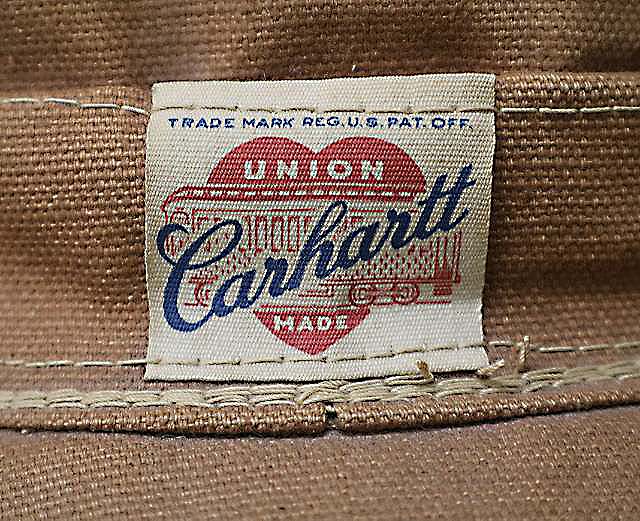 TRADE MARK REG. U.S. PAT. OFF.
UNION
Carhartt
MADE